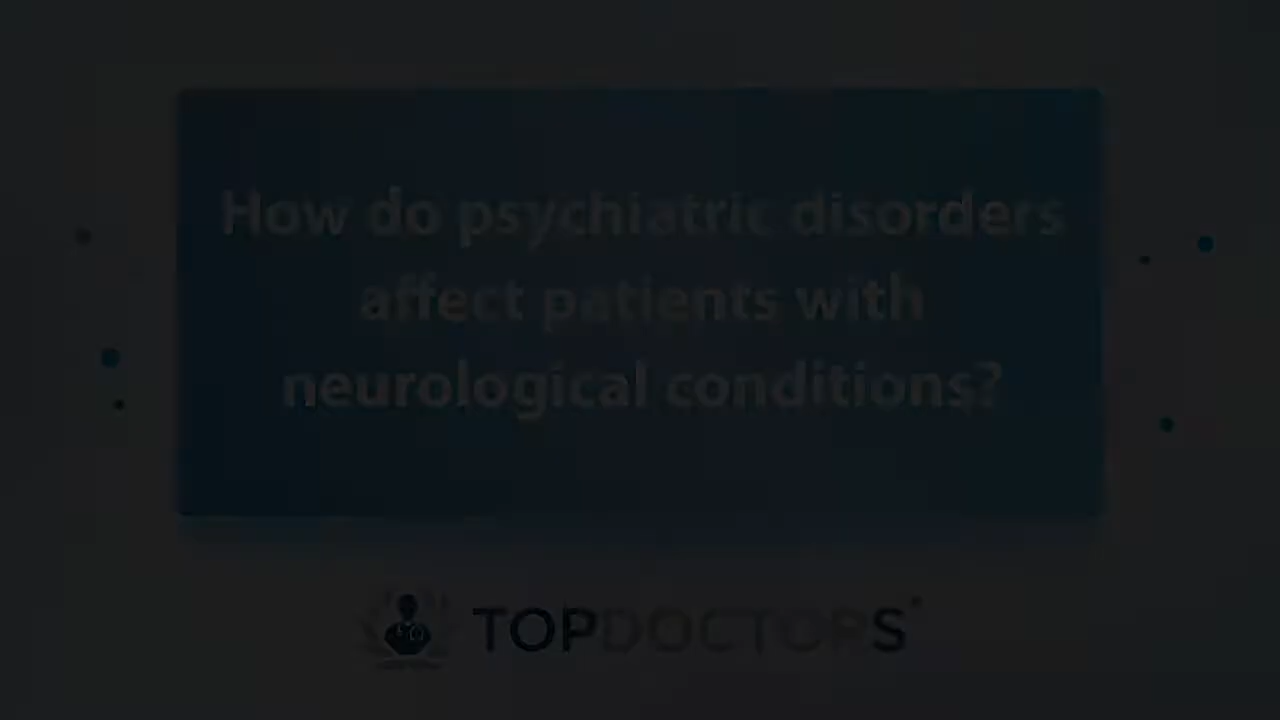 How do psychiatric disorders
affect patients with
neurological conditions?
TOPDOCTORS